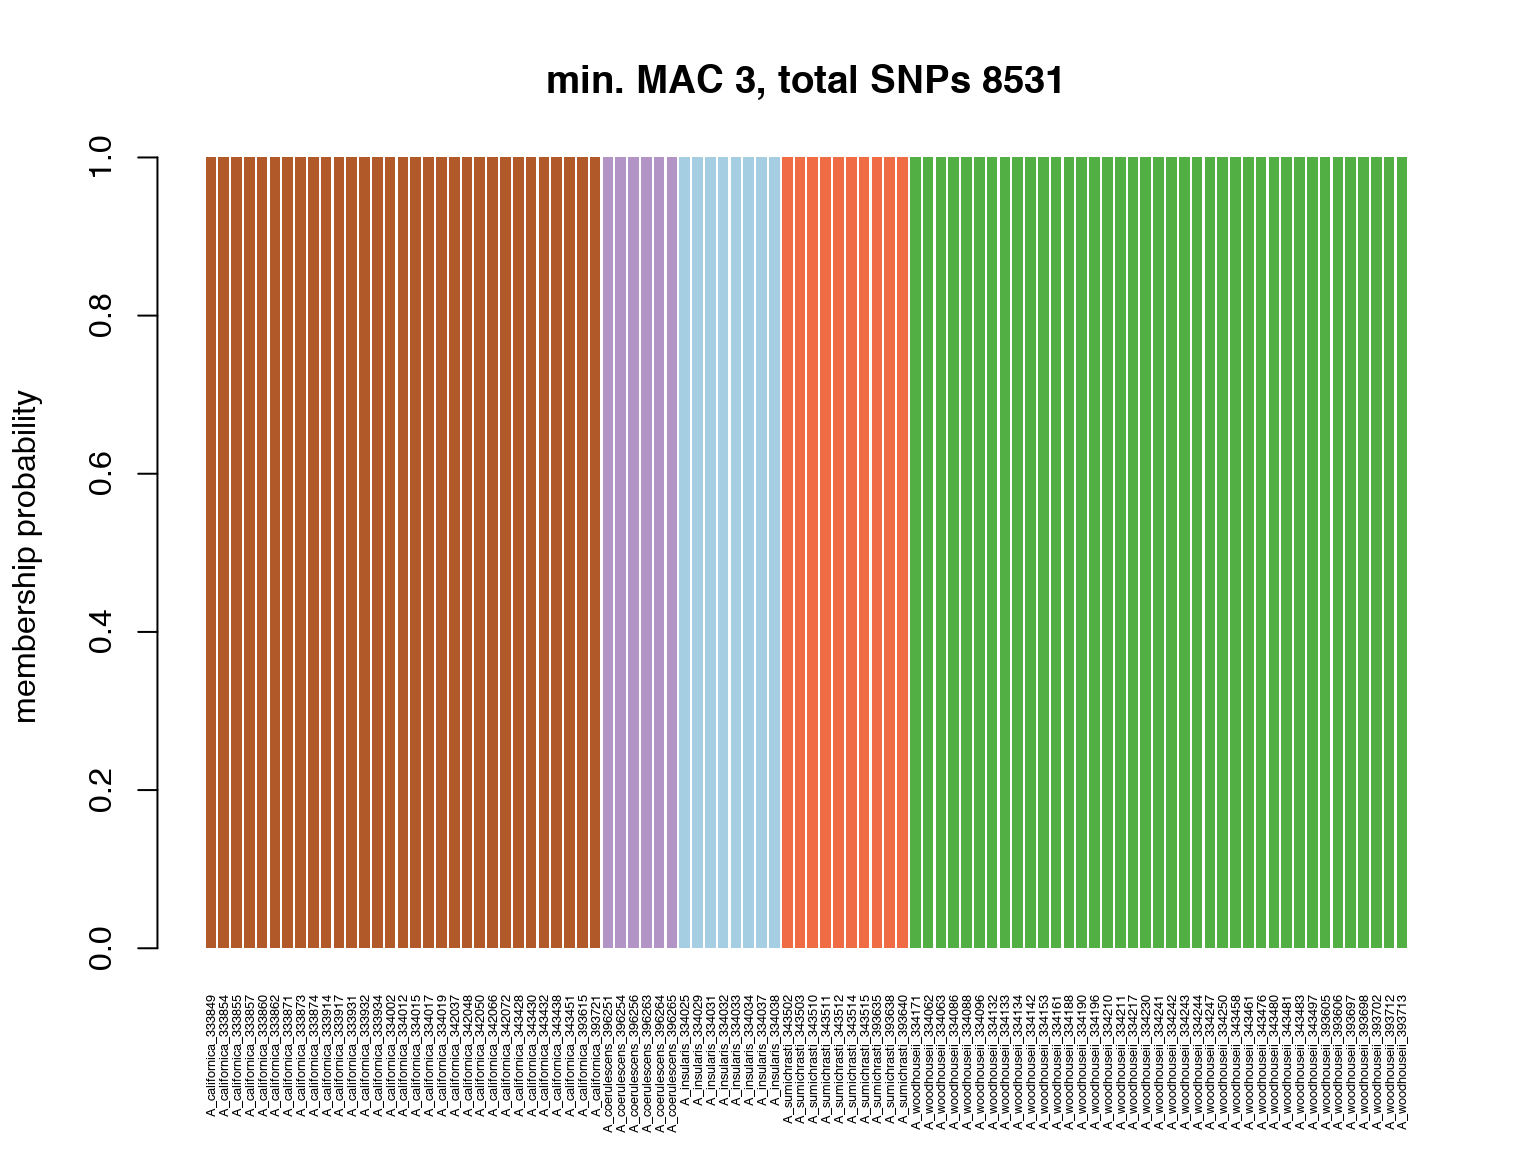 min. MAC 3, total SNPs 8531
membership probability
1.0
0.8
0.6
0.4
0.2
0.0
A_californica_333849
A_californica_333854
A_californica_333855
A_californica_333857
A_californica_333860
A_californica_333862
A_californica_333871
A_californica_333873
A_californica_333874
A_californica_333914
A_californica_333917
A_californica_333931
A_californica_333932
A_californica_333934
A_californica_334002
A_californica_334012
A_californica_334015
A_californica_334017
A_californica_334019
A_californica_342037
A_californica_342048
A_californica_342050
A_californica_342066
A_californica_342072
A_californica_343428
A_californica_343430
A_californica_343432
A_californica_343438
A_californica_343451
A_californica_393615
A_californica_393721
A_coerulescens_396251
A_coerulescens_396254
A_coerulescens_396256
A_coerulescens_396263
A_coerulescens_396264
A_coerulescens_396265
A_insularis_334025
A_insularis_334029
A_insularis_334031
A_insularis_334032
A_insularis_334033
A_insularis_334034
A_insularis_334037
A_insularis_334038
A_sumichrasti_343502
A_sumichrasti_343503
A_sumichrasti_343510
A_sumichrasti_343511
A_sumichrasti_343512
A_sumichrasti_343514
A_sumichrasti_343515
A_sumichrasti_393635
A_sumichrasti_393638
A_sumichrasti_393640
A_woodhouseii_334171
A_woodhouseii_334062
A_woodhouseii_334063
A_woodhouseii_334086
A_woodhouseii_334088
A_woodhouseii_334096
A_woodhouseii_334132
A_woodhouseii_334133
A_woodhouseii_334134
A_woodhouseii_334142
A_woodhouseii_334153
A_woodhouseii_334161
A_woodhouseii_334188
A_woodhouseii_334190
A_woodhouseii_334196
A_woodhouseii_334210
A_woodhouseii_334211
A_woodhouseii_334217
A_woodhouseii_334230
A_woodhouseii_334241
A_woodhouseii_334242
A_woodhouseii_334243
A_woodhouseii_334244
A_woodhouseii_334247
A_woodhouseii_334250
A_woodhouseii_343458
A_woodhouseii_343461
A_woodhouseii_343476
A_woodhouseii_343480
A_woodhouseii_343481
A_woodhouseii_343483
A_woodhouseii_343497
A_woodhouseii_393605
A_woodhouseii_393606
A_woodhouseii_393697
A_woodhouseii_393698
A_woodhouseii_393702
A_woodhouseii_393712
A_woodhouseii_393713